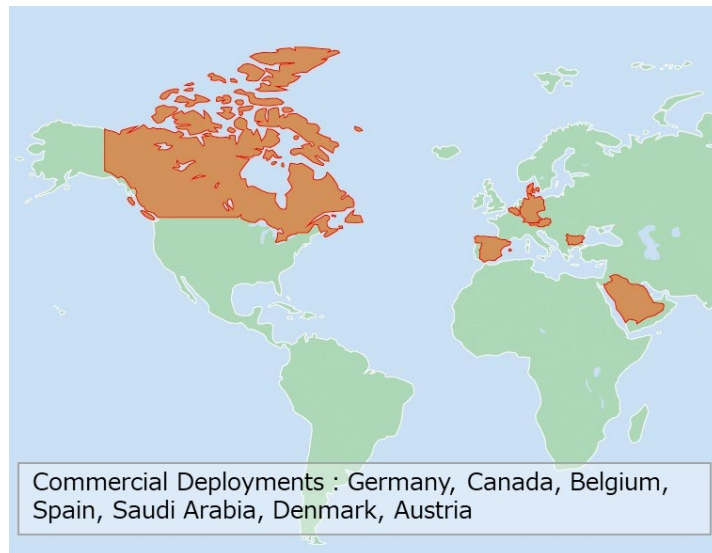 Commercial Deployments : Germany, Canada, Belgium,
Spain, Saudi Arabia, Denmark, Austria